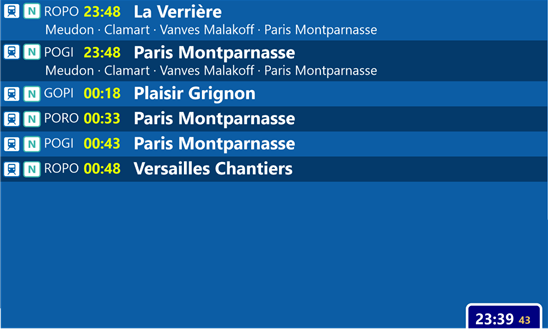 N ROPO 23:48 La Verrière
Meudon · Clamart · Vanves Malakoff · Paris Montparnasse
N POGI 23:48 Paris Montparnasse
Meudon · Clamart · Vanves Malakoff · Paris Montparnasse
N GOPI 00:18 Plaisir Grignon
N PORO 00:33 Paris Montparnasse
N POGI 00:43 Paris Montparnasse
N ROPO 00:48 Versailles Chantiers
23:39 43